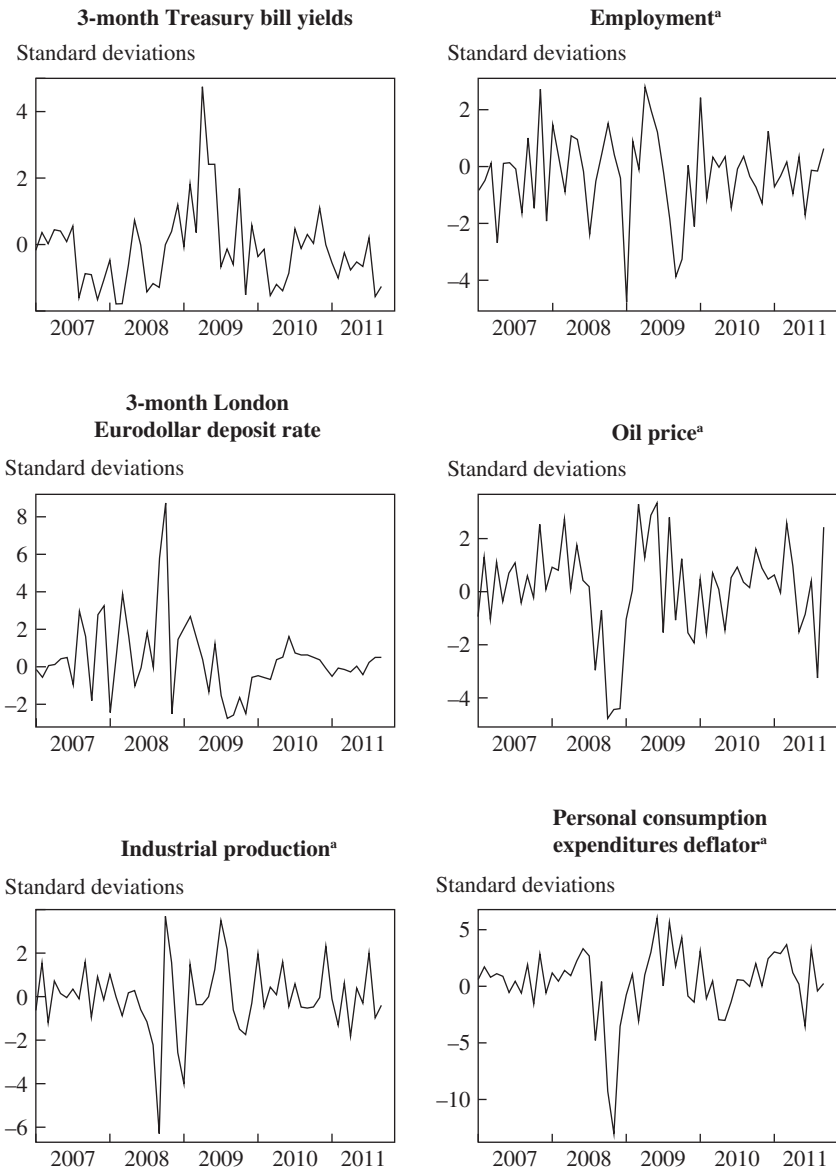 3-month Treasury bill yields
Standard deviations
4
2
0
2007 2008 2009 2010 2011
Employmentᵃ
Standard deviations
2
0
–2
–4
2007 2008 2009 2010 2011
3-month London
Eurodollar deposit rate
Standard deviations
8
6
4
2
0
–2
2007 2008 2009 2010 2011
Oil priceᵃ
Standard deviations
2
0
–2
–4
2007 2008 2009 2010 2011
Industrial productionᵃ
Standard deviations
2
0
–2
–4
–6
2007 2008 2009 2010 2011
Personal consumption
expenditures deflatorᵃ
Standard deviations
5
0
–5
–10
2007 2008 2009 2010 2011